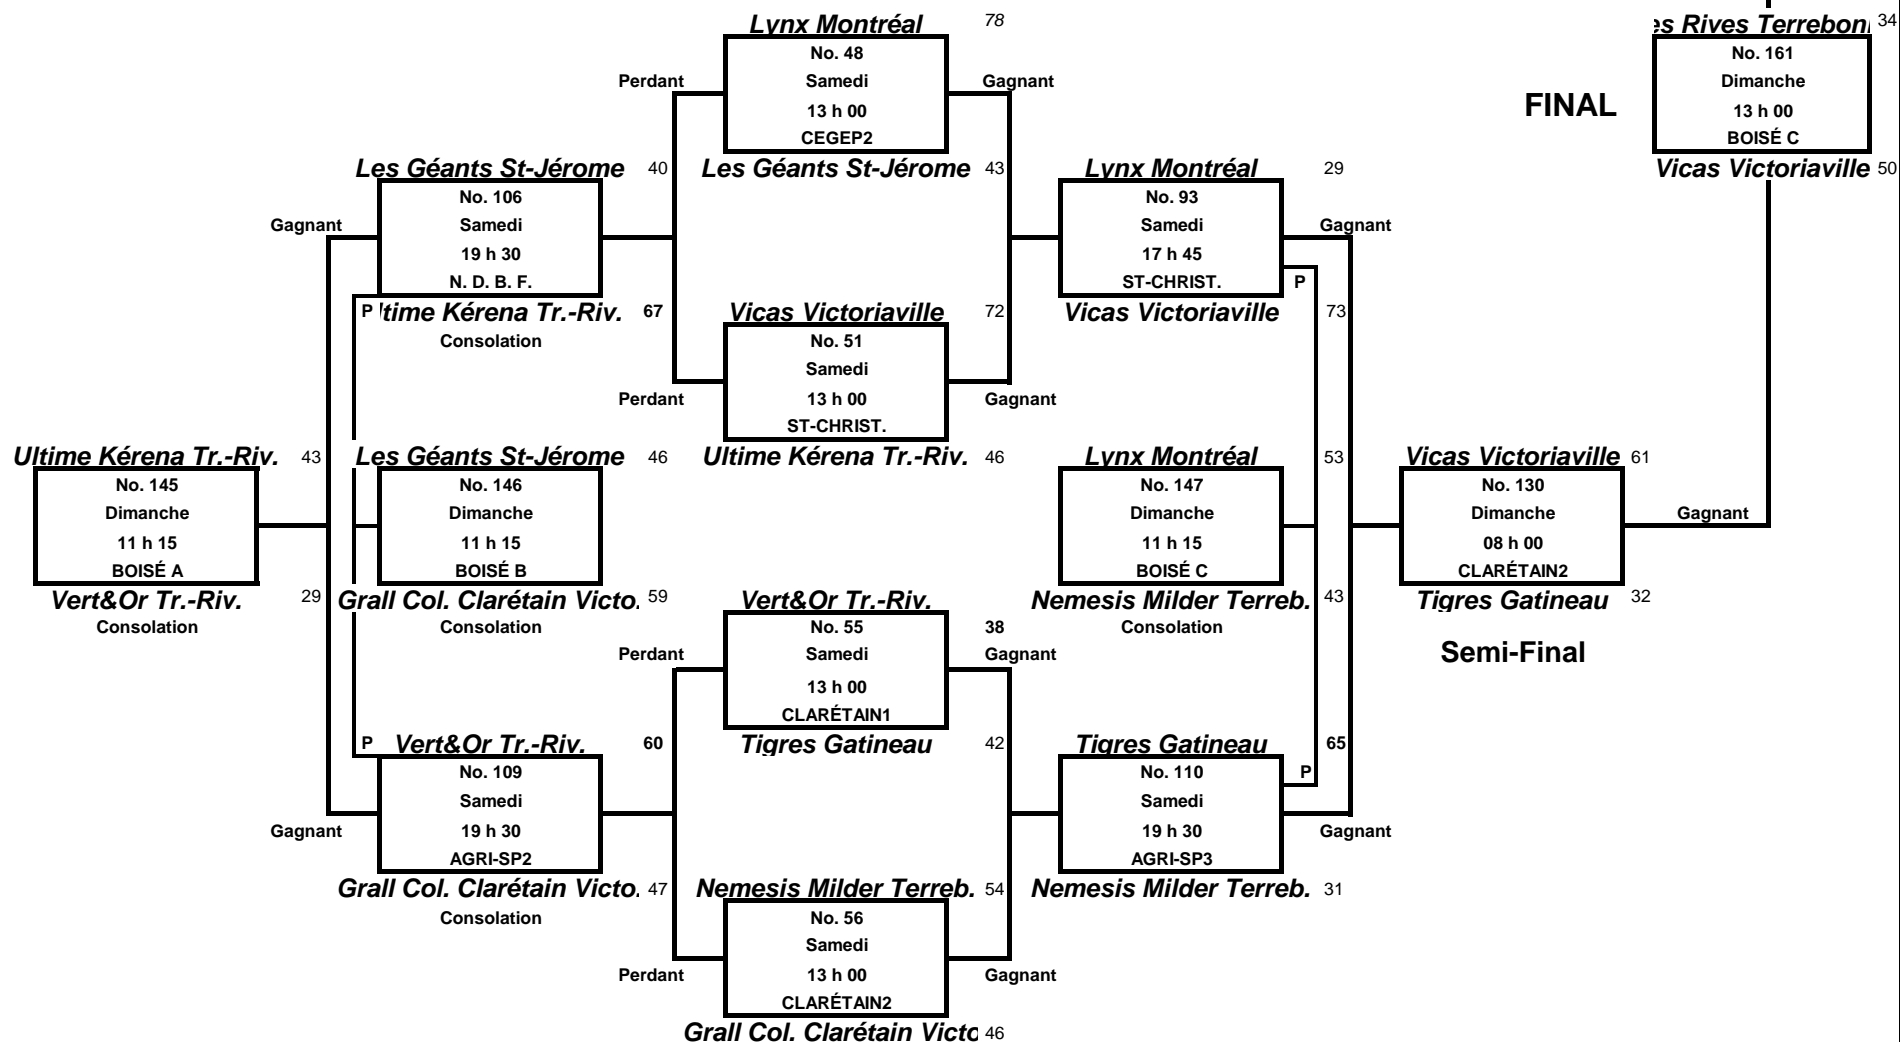 Lynx Montréal 78
No. 48
Samedi
13 h 00
CEGEP2
Perdant
Gagnant
Les Géants St-Jérome 43
es Rives Terrebon 34
No. 161
Dimanche
13 h 00
BOISÉ C
FINAL
Vicas Victoriaville 50
Les Géants St-Jérome 40
No. 106
Samedi
19 h 30
N. D. B. F.
Gagnant
P ltime Kérena Tr.-Riv. 67
Consolation
Lynx Montréal 29
No. 93
Samedi
17 h 45
ST-CHRIST.
Gagnant
P
Vicas Victoriaville 73
Vicas Victoriaville 72
No. 51
Samedi
13 h 00
ST-CHRIST.
Perdant
Gagnant
Ultime Kérena Tr.-Riv. 46
Ultime Kérena Tr.-Riv. 43
No. 145
Dimanche
11 h 15
BOISÉ A
Vert&Or Tr.-Riv. 29
Consolation
Les Géants St-Jérome 46
No. 146
Dimanche
11 h 15
BOISÉ B
Grall Col. Clarétain Victo. 59
Consolation
Lynx Montréal 53
No. 147
Dimanche
11 h 15
BOISÉ C
Nemesis Milder Terreb. 43
Consolation
Vicas Victoriaville 61
No. 130
Dimanche
08 h 00
CLARÉTAIN2
Gagnant
Tigres Gatineau 32
Semi-Final
Vert&Or Tr.-Riv.
No. 55 38
Samedi
13 h 00
CLARÉTAIN1
Perdant
Gagnant
Tigres Gatineau 42
P Vert&Or Tr.-Riv. 60
No. 109
Samedi
19 h 30
AGRI-SP2
Gagnant
Grall Col. Clarétain Victo. 47
Consolation
Tigres Gatineau 65
No. 110
P
Samedi
19 h 30
AGRI-SP3
Gagnant
Nemesis Milder Terreb. 31
Nemesis Milder Terreb. 54
No. 56
Samedi
13 h 00
CLARÉTAIN2
Perdant
Gagnant
Grall Col. Clarétain Victo 46